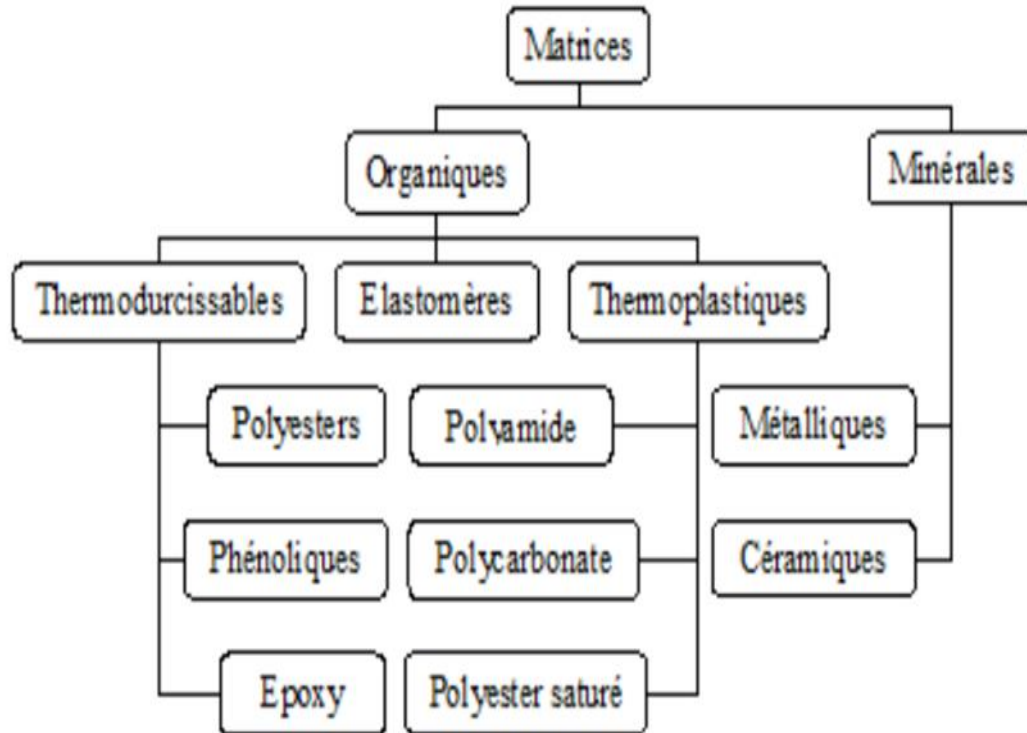 Matrices
Organiques
Minérales
Thermodurcissables
Elastomères
Thermoplastiques
Polyesters
Polyamide
Métalliques
Phénoliques
Polycarbonate
Céramiques
Epoxy
Polyester saturé